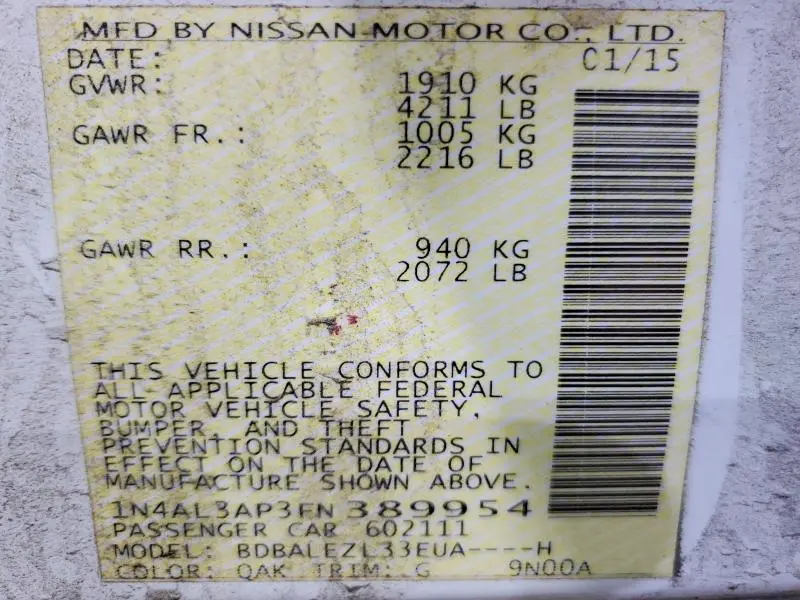 MFD BY NISSAN MOTOR CO., LTD.
DATE: 01/15
GVWR: 1910 KG
4211 LB
GAWR FR.: 1005 KG
2216 LB
GAWR RR.: 940 KG
2072 LB
THIS VEHICLE CONFORMS TO
ALL APPLICABLE FEDERAL
MOTOR VEHICLE SAFETY,
BUMPER, AND THEFT
PREVENTION STANDARDS IN
EFFECT ON THE DATE OF
MANUFACTURE SHOWN ABOVE.
1N4AL3AP3FN389954
PASSENGER CAR 602111
MODEL: BDBALEZL33EUA----H
COLOR: QAK TRIM: G 9N00A